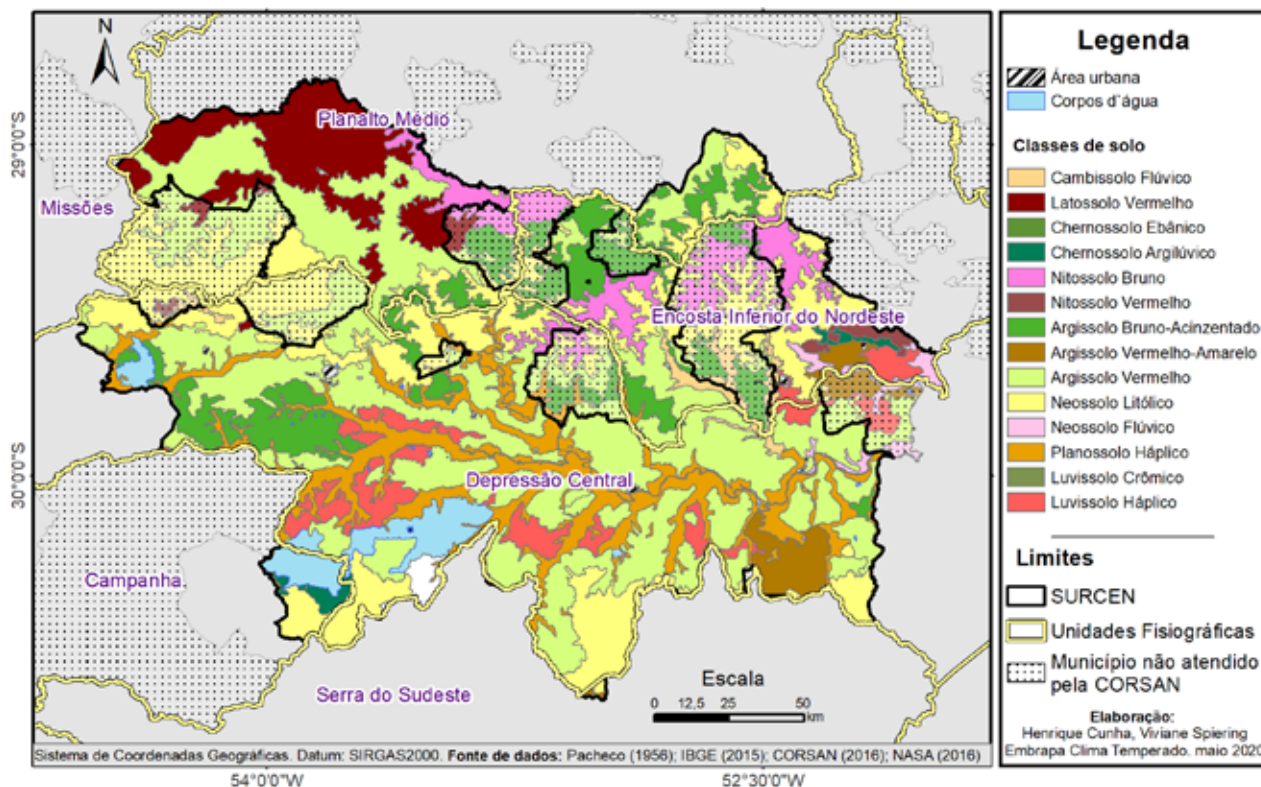 N
Planalto Médio
29°0'0"S
Missões
Encosta Inferior do Nordeste
30°0'0"S
Depressão Central
Campanha
Serra do Sudeste
Escala
0 12,5 25 50
km
Sistema de Coordenadas Geográficas. Datum: SIRGAS2000. Fonte de dados: Pacheco (1956); IBGE (2015); CORSAN (2016); NASA (2016)
54°0'0"W
52°30'0"W
Legenda
Área urbana
Corpos d`água
Classes de solo
Cambissolo Flúvico
Latossolo Vermelho
Chernossolo Ebânico
Chernossolo Argilúvico
Nitossolo Bruno
Nitossolo Vermelho
Argissolo Bruno-Acinzentado
Argissolo Vermelho-Amarelo
Argissolo Vermelho
Neossolo Litólico
Neossolo Flúvico
Planossolo Háplico
Luvissolo Crômico
Luvissolo Háplico
Limites
SURCEN
Unidades Fisiográficas
Município não atendido
pela CORSAN
Elaboração:
Henrique Cunha, Viviane Spiering
Embrapa Clima Temperado. maio 2020